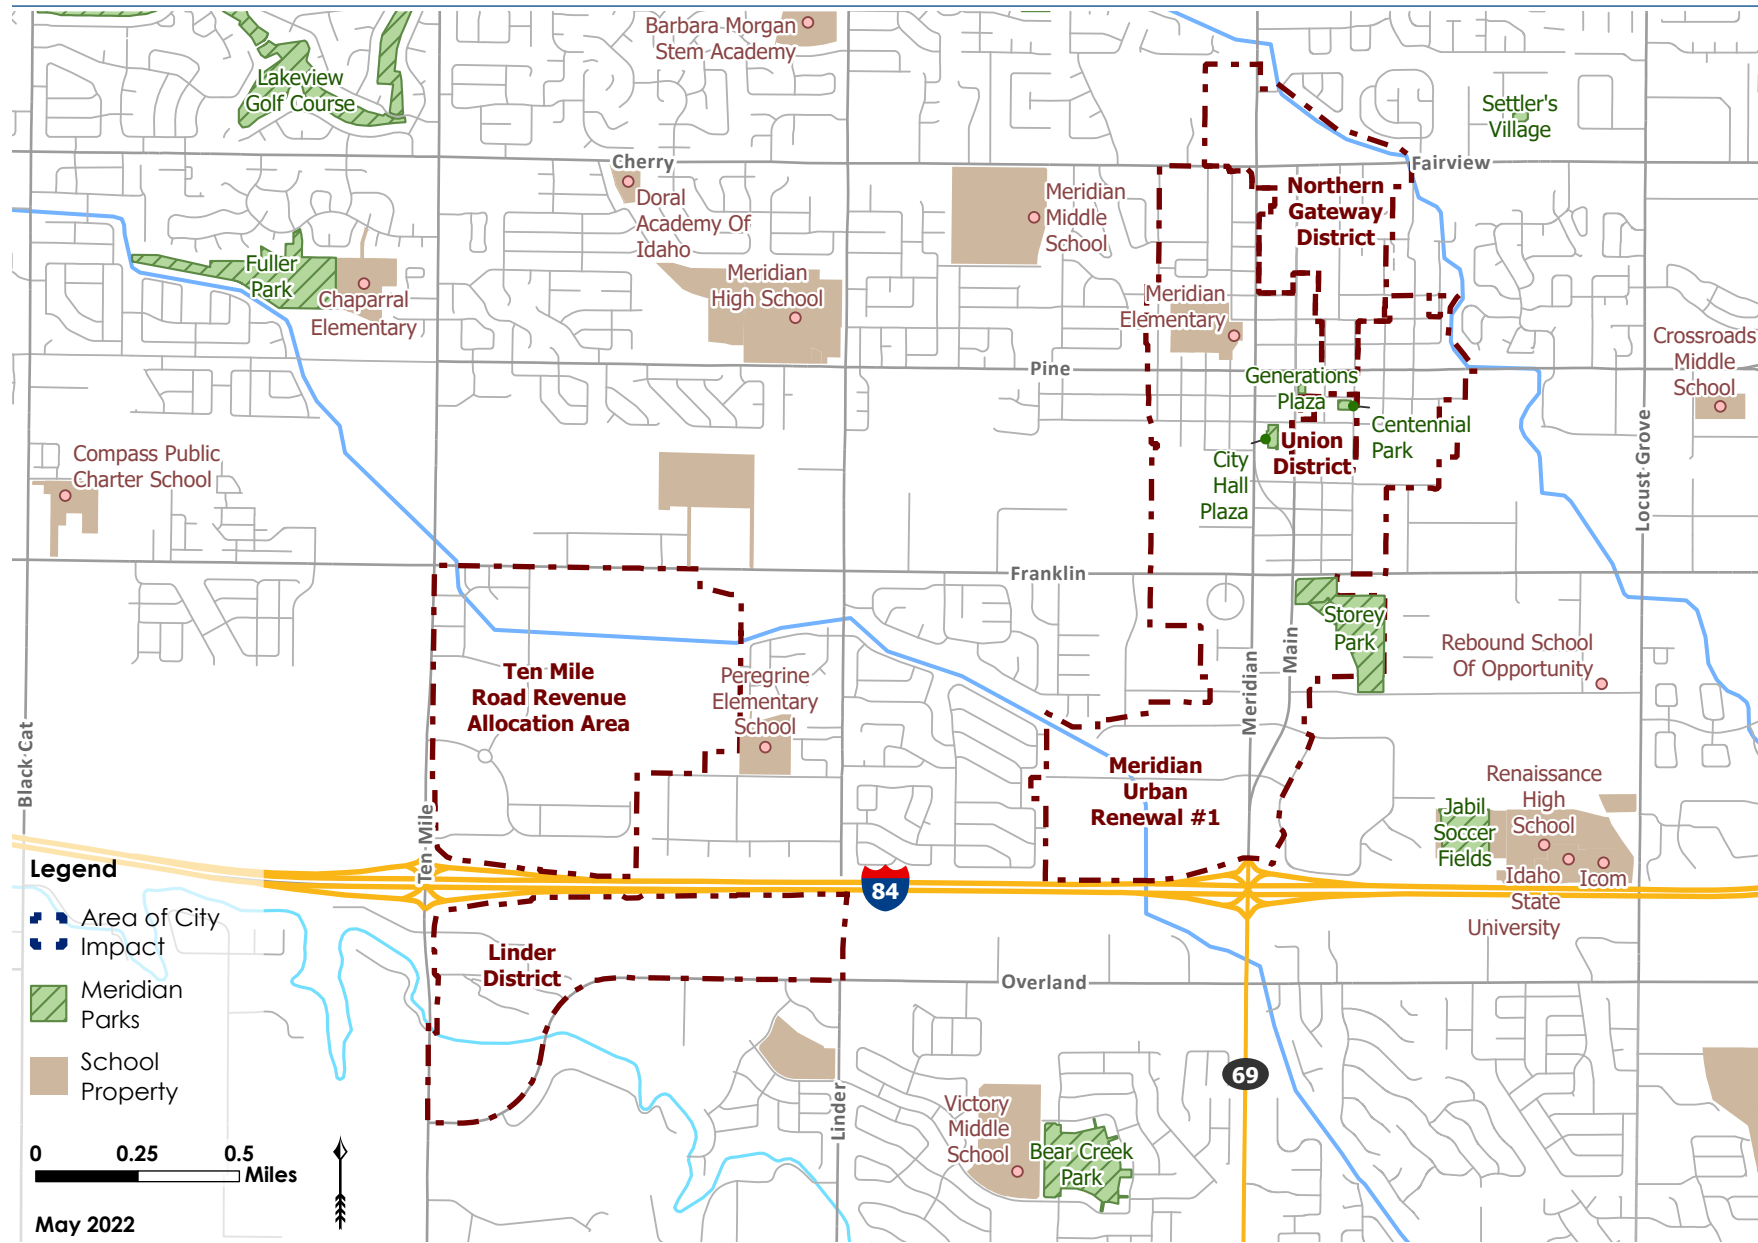 Barbara Morgan
Stem Academy
Lakeview
Golf Course
Settler's
Village
Cherry
Fairview
Doral
Academy Of
Idaho
Meridian
Middle
School
Northern
Gateway
District
Fuller
Park
Chaparral
Elementary
Meridian
High School
Meridian
Elementary
Crossroads
Middle
School
Pine
Generations
Plaza
Centennial
Park
Union
District
City
Hall
Plaza
Compass Public
Charter School
Locust Grove
Franklin
Storey
Park
Rebound School
Of Opportunity
Ten Mile
Road Revenue
Allocation Area
Peregrine
Elementary
School
Meridian
Main
Black Cat
Ten Mile
Meridian
Urban
Renewal #1
Renaissance
High
School
Jabil
Soccer
Fields
Idaho
State
University
Icom
84
Linder
District
Overland
69
Linder
Victory
Middle
School
Bear Creek
Park
Legend
Area of City
Impact
Meridian
Parks
School
Property
0 0.25 0.5
Miles
May 2022